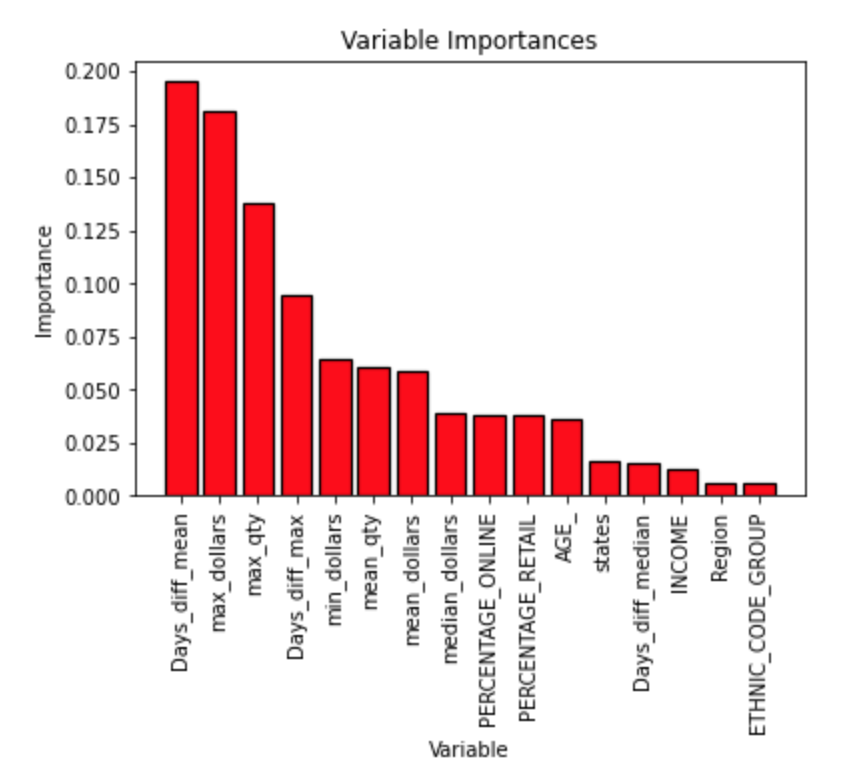 Variable Importances
0.200
0.175
0.150
0.125
0.100
0.075
0.050
0.025
0.000
Importance
Days_diff_mean
max_dollars
max_qty
Days_diff_max
min_dollars
mean_qty
mean_dollars
median_dollars
PERCENTAGE_ONLINE
PERCENTAGE_RETAIL
AGE_
states
Days_diff_median
INCOME
Region
ETHNIC_CODE_GROUP
Variable